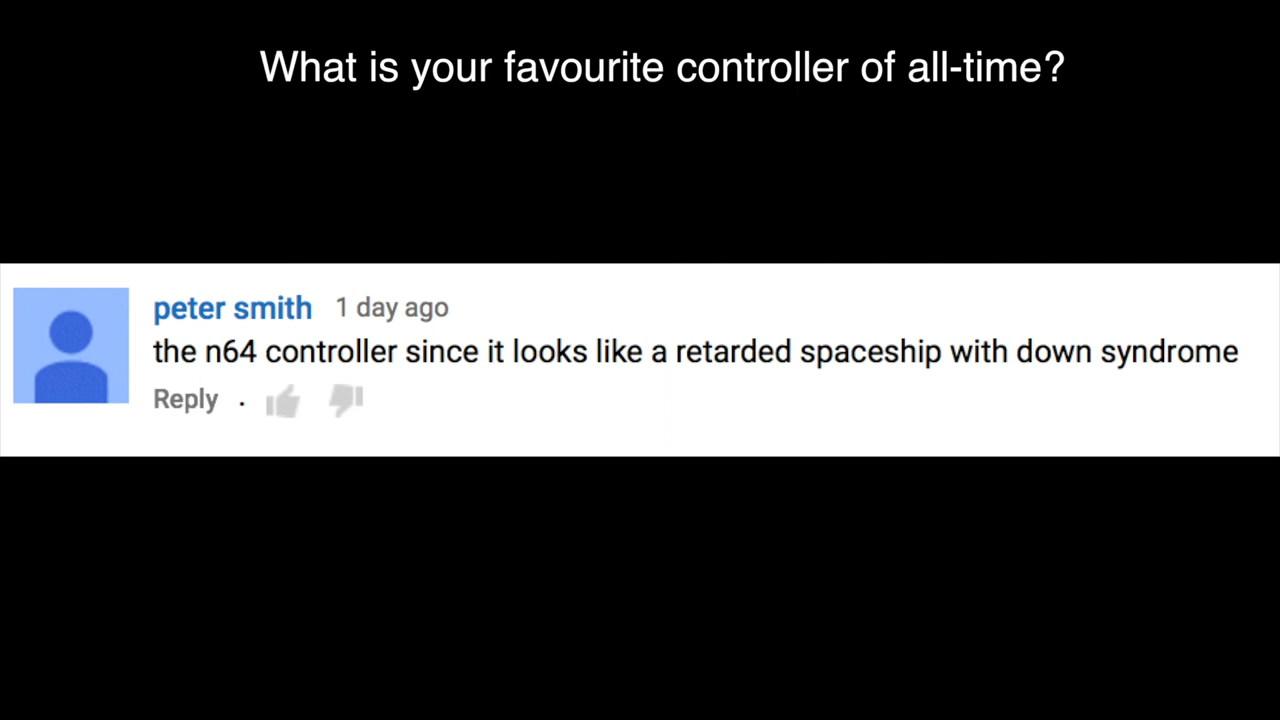 What is your favourite controller of all-time?
peter smith 1 day ago
the n64 controller since it looks like a retarded spaceship with down syndrome
Reply .